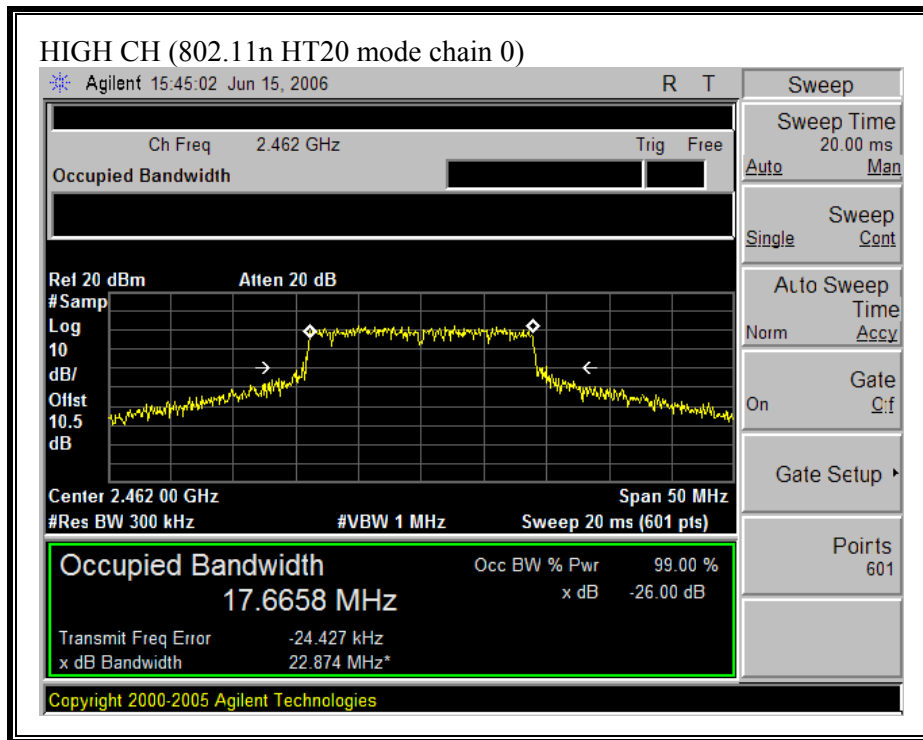 HIGH CH (802.11n HT20 mode chain 0)
Agilent 15:45:02 Jun 15, 2006 R T
Sweep
Ch Freq 2.462 GHz Trig Free
Occupied Bandwidth
Sweep Time
20.00 ms
Auto Man
Sweep
Single Cont
Ref 20 dBm Atten 20 dB
#Samp
Log
10
dB/
Offst
10.5
dB
Auto Sweep
Time
Norm Accy
Gate
On Off
Gate Setup
Center 2.462 00 GHz Span 50 MHz
#Res BW 300 kHz #VBW 1 MHz Sweep 20 ms (601 pts)
Points
601
Occupied Bandwidth
17.6658 MHz
Occ BW % Pwr 99.00 %
x dB -26.00 dB
Transmit Freq Error -24.427 kHz
x dB Bandwidth 22.874 MHz*
Copyright 2000-2005 Agilent Technologies